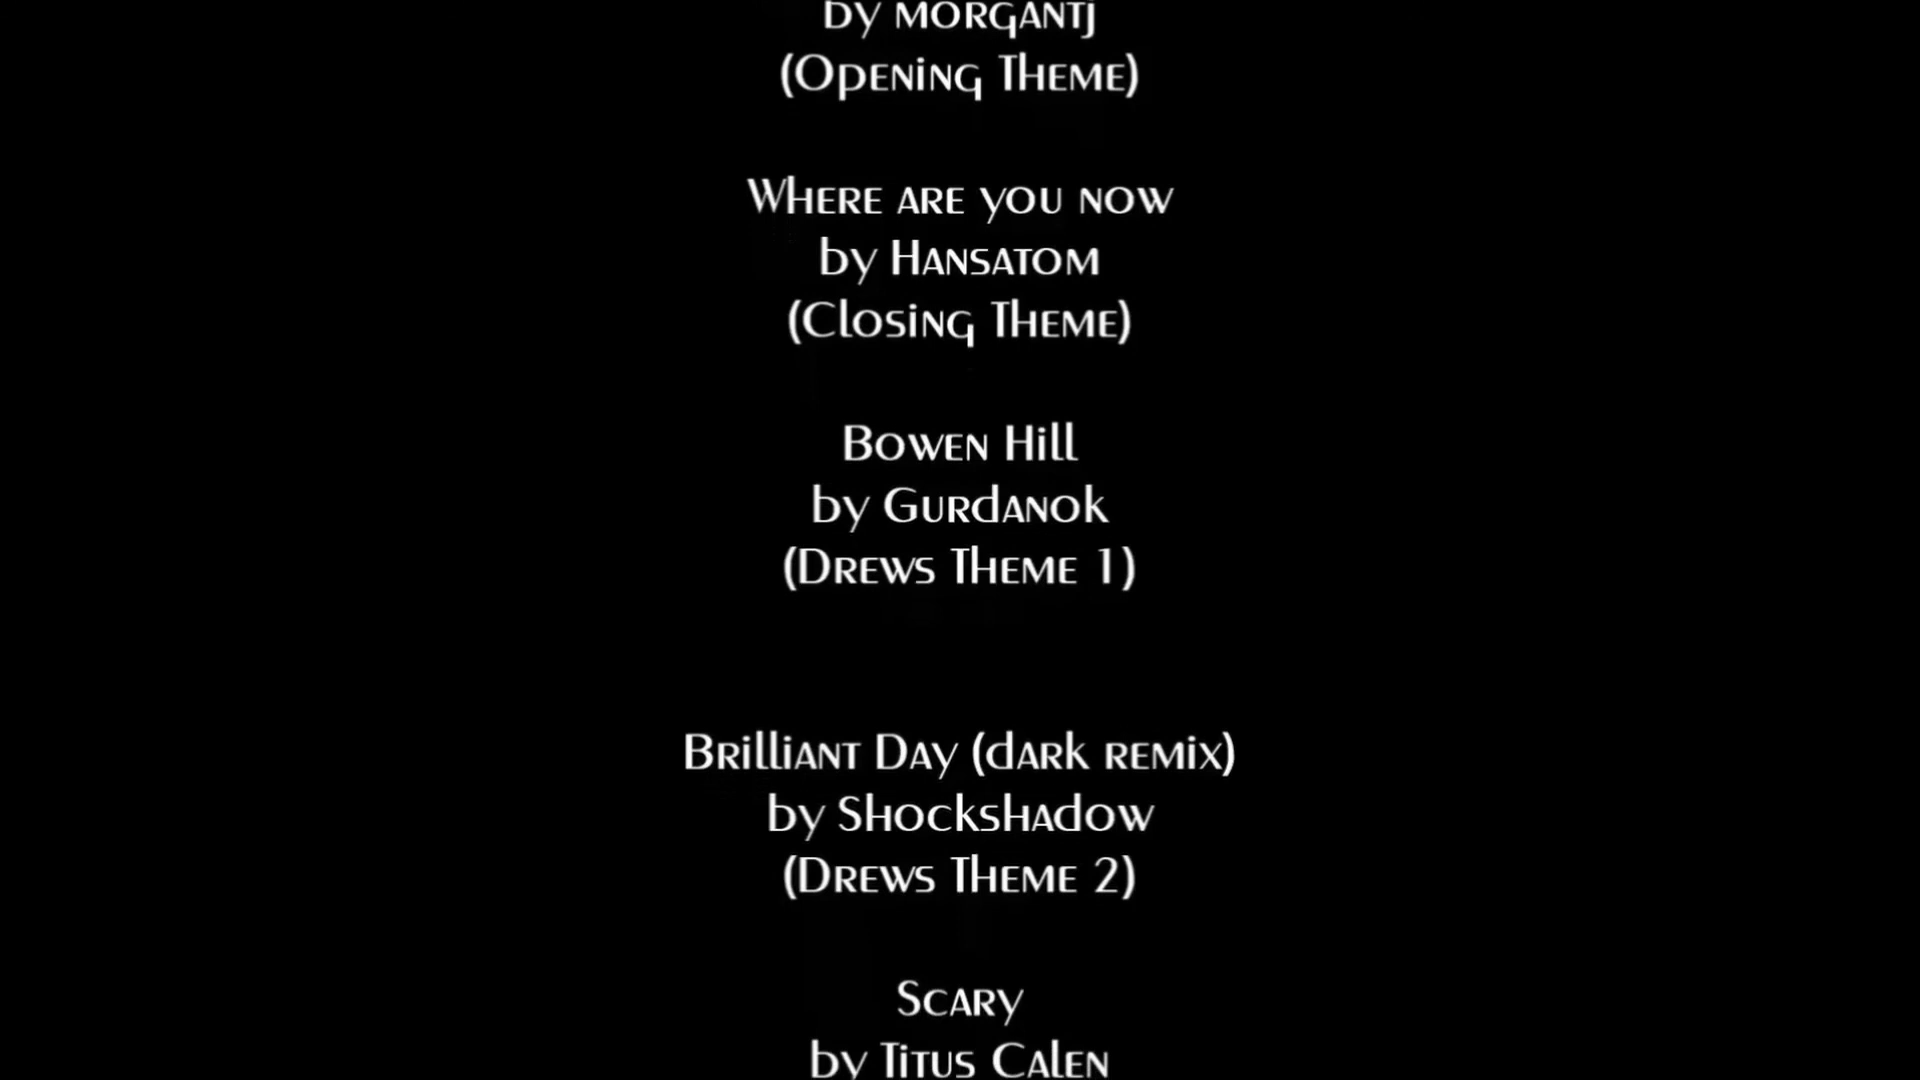 by morgantj
(Opening Theme)
Where are you now
by Hansatom
(Closing Theme)
Bowen Hill
by Gurdanok
(Drews Theme 1)
Brilliant Day (dark remix)
by Shockshadow
(Drews Theme 2)
Scary
by Titus Calen